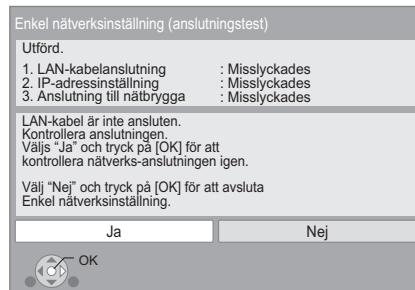 Enkel nätverksinställning (anslutningstest)
Utförd.
1. LAN-kabelanslutning : Misslyckades
2. IP-adressinställning : Misslyckades
3. Anslutning till nätbrygga : Misslyckades
LAN-kabel är inte ansluten.
Kontrollera anslutningen.
Väljs “Ja” och tryck på [OK] för att
kontrollera nätverks-anslutningen igen.
Välj “Nej” och tryck på [OK] för att avsluta
Enkel nätverksinställning.
Ja Nej
OK